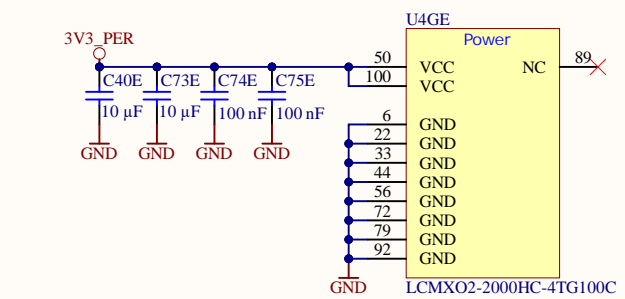 U4GE
3V3_PER
Power
50 VCC NC 89
100 VCC
C40E C73E C74E C75E
10 µF 10 µF 100 nF 100 nF
GND GND GND GND
6 GND
22 GND
33 GND
44 GND
56 GND
72 GND
79 GND
92 GND
GND
LCMXO2-2000HC-4TG100C